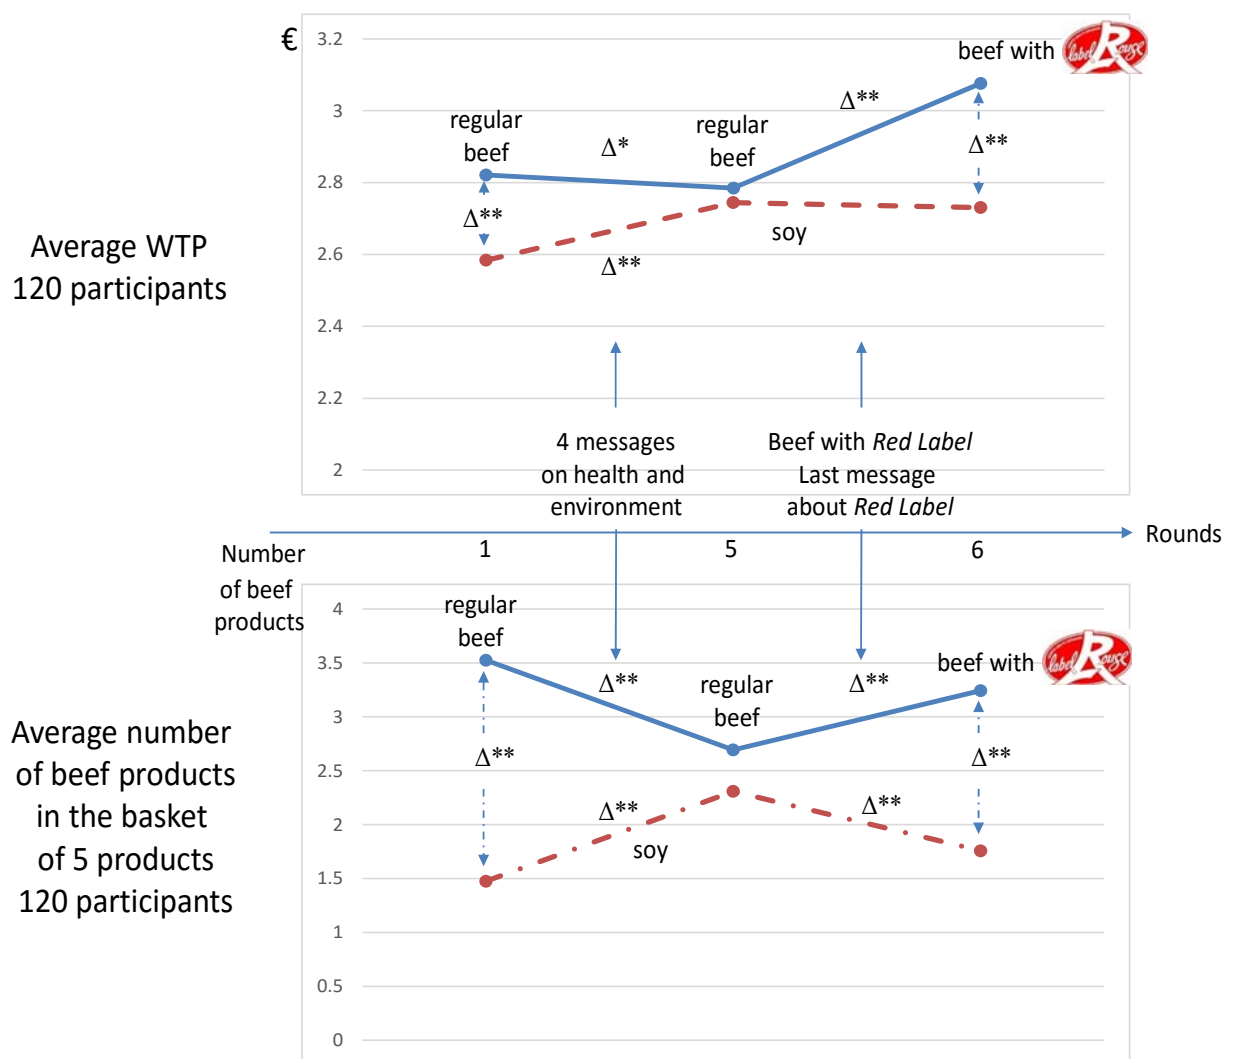 €
3.2
3
2.8
2.6
2.4
2.2
2
beef with
label Rouge
regular
beef
Δ*
regular
beef
Δ**
Δ**
Δ**
Δ**
soy
Average WTP
120 participants
4 messages
on health and
environment
Beef with Red Label
Last message
about Red Label
1
5
6
Rounds
Number
of beef
products
4
3.5
3
2.5
2
1.5
1
0.5
0
regular
beef
Δ**
regular
beef
Δ**
beef with
label Rouge
Δ**
Δ**
Δ**
Δ**
soy
Average number
of beef products
in the basket
of 5 products
120 participants